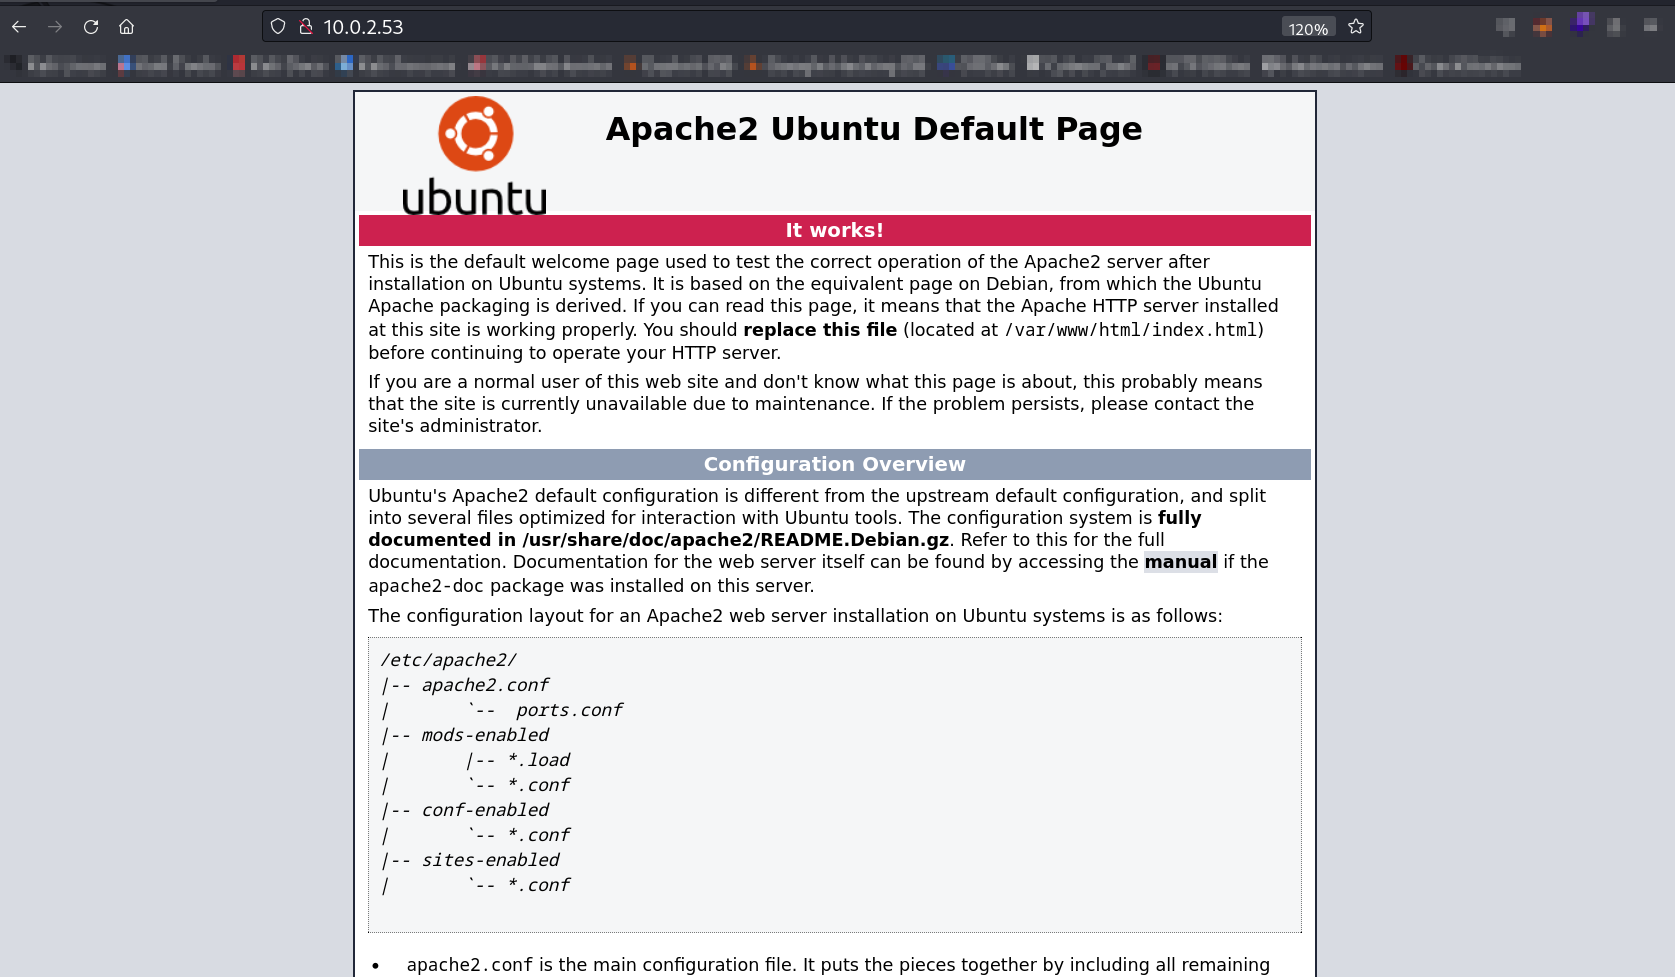 10.0.2.53
120%
ubuntu
Apache2 Ubuntu Default Page
It works!
This is the default welcome page used to test the correct operation of the Apache2 server after
installation on Ubuntu systems. It is based on the equivalent page on Debian, from which the Ubuntu
Apache packaging is derived. If you can read this page, it means that the Apache HTTP server installed
at this site is working properly. You should replace this file (located at /var/www/html/index.html)
before continuing to operate your HTTP server.
If you are a normal user of this web site and don't know what this page is about, this probably means
that the site is currently unavailable due to maintenance. If the problem persists, please contact the
site's administrator.
Configuration Overview
Ubuntu's Apache2 default configuration is different from the upstream default configuration, and split
into several files optimized for interaction with Ubuntu tools. The configuration system is fully
documented in /usr/share/doc/apache2/README.Debian.gz. Refer to this for the full
documentation. Documentation for the web server itself can be found by accessing the manual if the
apache2-doc package was installed on this server.
The configuration layout for an Apache2 web server installation on Ubuntu systems is as follows:
/etc/apache2/
|-- apache2.conf
|       `--  ports.conf
|-- mods-enabled
|       |-- *.load
|       `-- *.conf
|-- conf-enabled
|       `-- *.conf
|-- sites-enabled
|       `-- *.conf
• apache2.conf is the main configuration file. It puts the pieces together by including all remaining